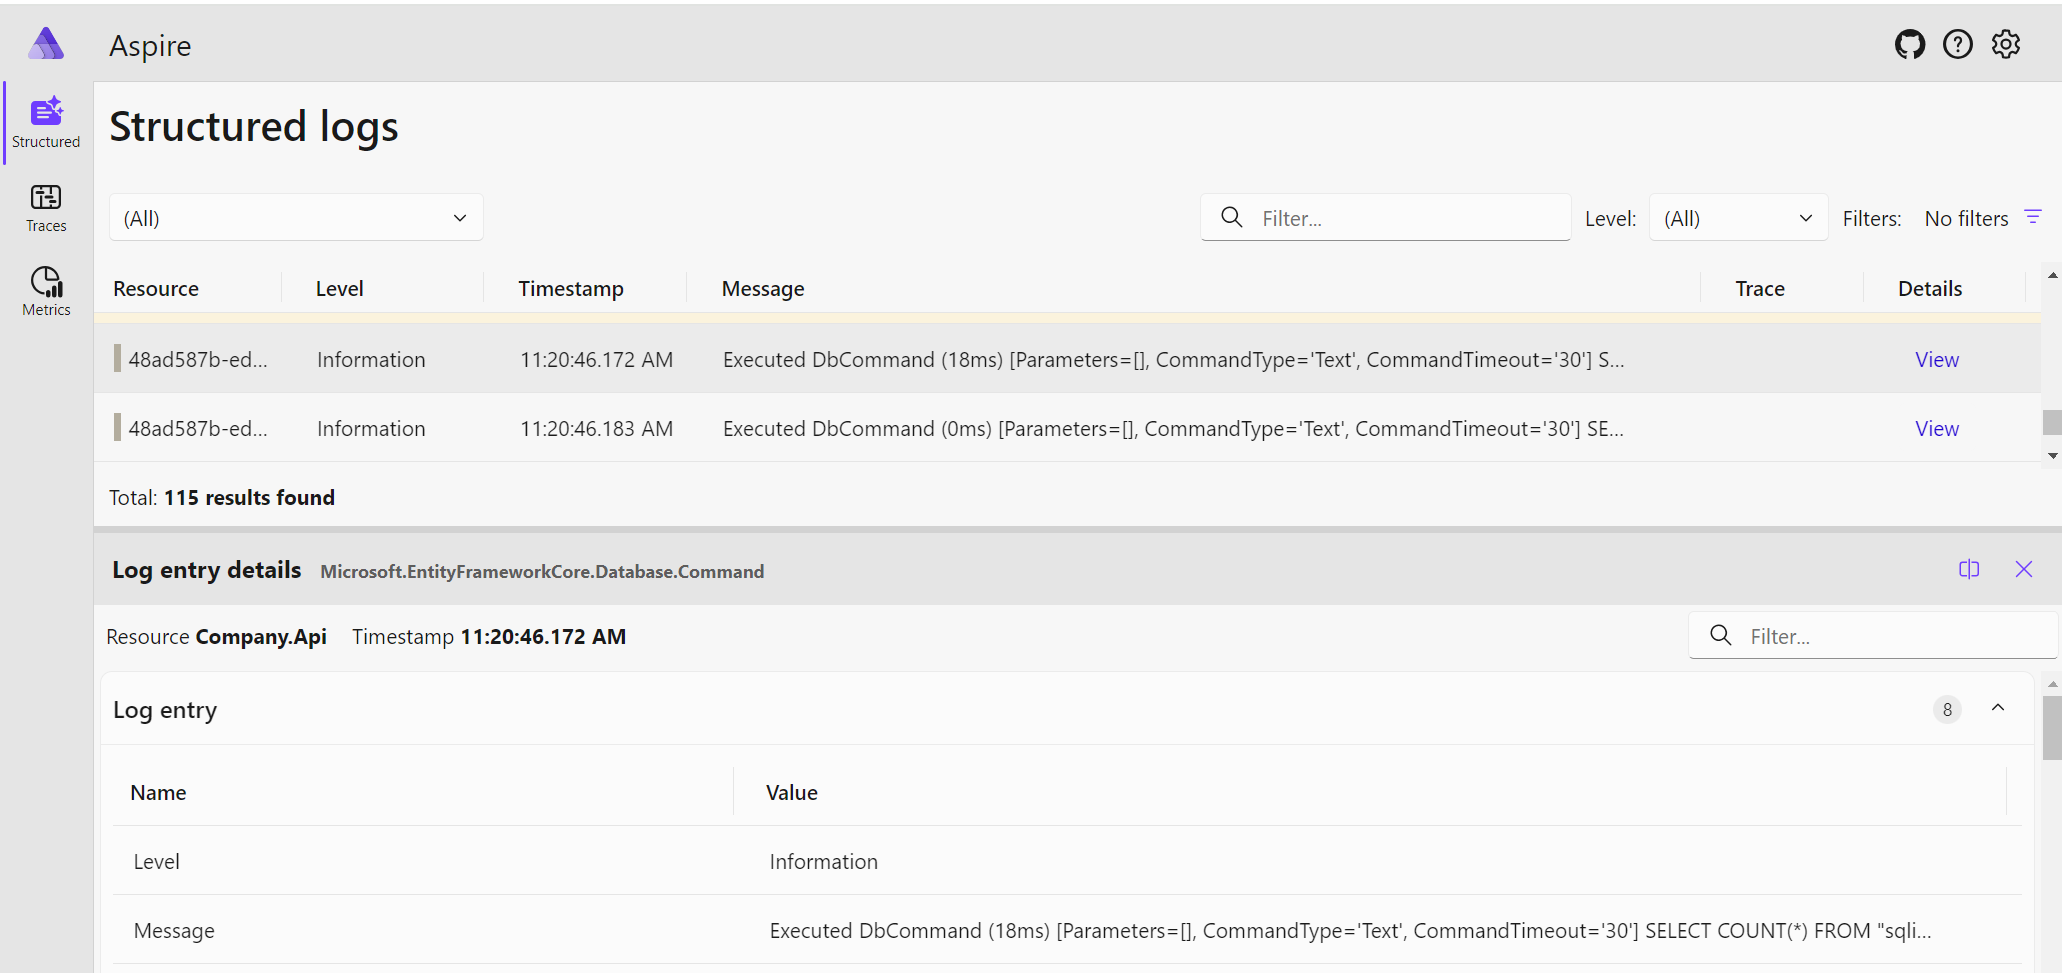 Aspire
Structured
Traces
Metrics
Structured logs
(All)
Filter...
Level:
(All)
Filters:
No filters
Resource Level Timestamp Message Trace Details
48ad587b-ed... Information 11:20:46.172 AM Executed DbCommand (18ms) [Parameters=[], CommandType='Text', CommandTimeout='30'] S... View
48ad587b-ed... Information 11:20:46.183 AM Executed DbCommand (0ms) [Parameters=[], CommandType='Text', CommandTimeout='30'] SE... View
Total: 115 results found
Log entry details Microsoft.EntityFrameworkCore.Database.Command
Resource Company.Api Timestamp 11:20:46.172 AM
Filter...
Log entry 8
Name Value
Level Information
Message Executed DbCommand (18ms) [Parameters=[], CommandType='Text', CommandTimeout='30'] SELECT COUNT(*) FROM "sqli...